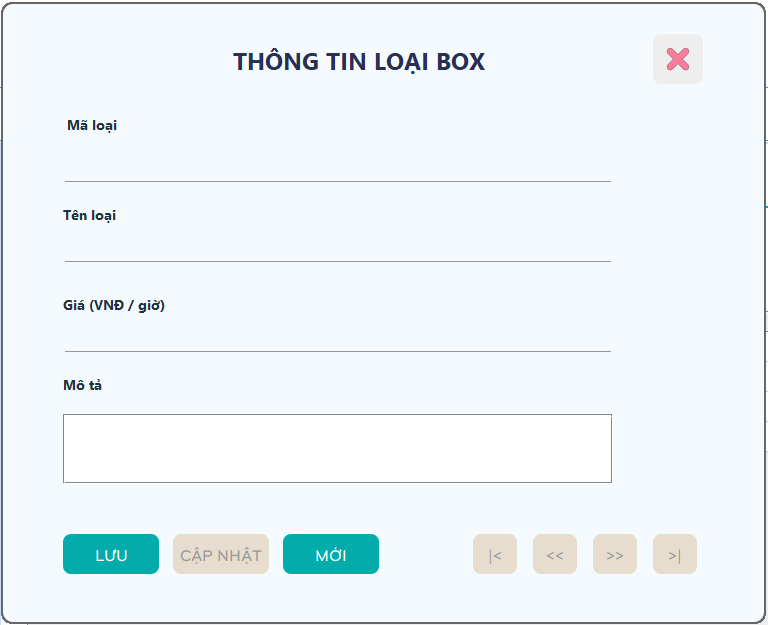 THÔNG TIN LOẠI BOX
Mã loại
Tên loại
Giá (VNĐ / giờ)
Mô tả
LƯU CẬP NHẬT MỚI |< << >> >|